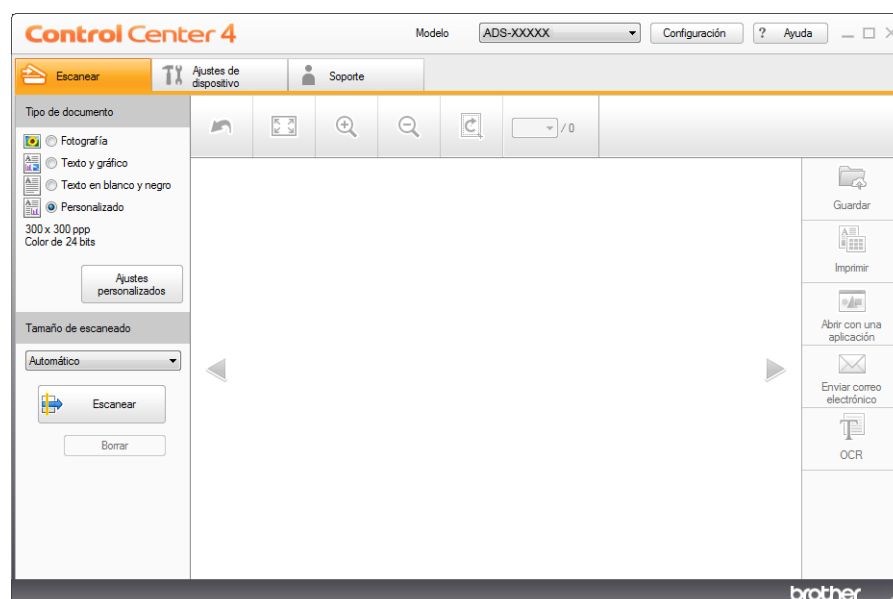 Control Center 4
Modelo
ADS-XXXXX
Configuración
? Ayuda
Escanear
Ajustes de
dispositivo
Soporte
Tipo de documento
Fotografía
Texto y gráfico
Texto en blanco y negro
Personalizado
300 x 300 ppp
Color de 24 bits
Ajustes
personalizados
Tamaño de escaneado
Automático
Escanear
Borrar
/ 0
Guardar
Imprimir
Abrir con una
aplicación
Enviar correo
electrónico
OCR
brother